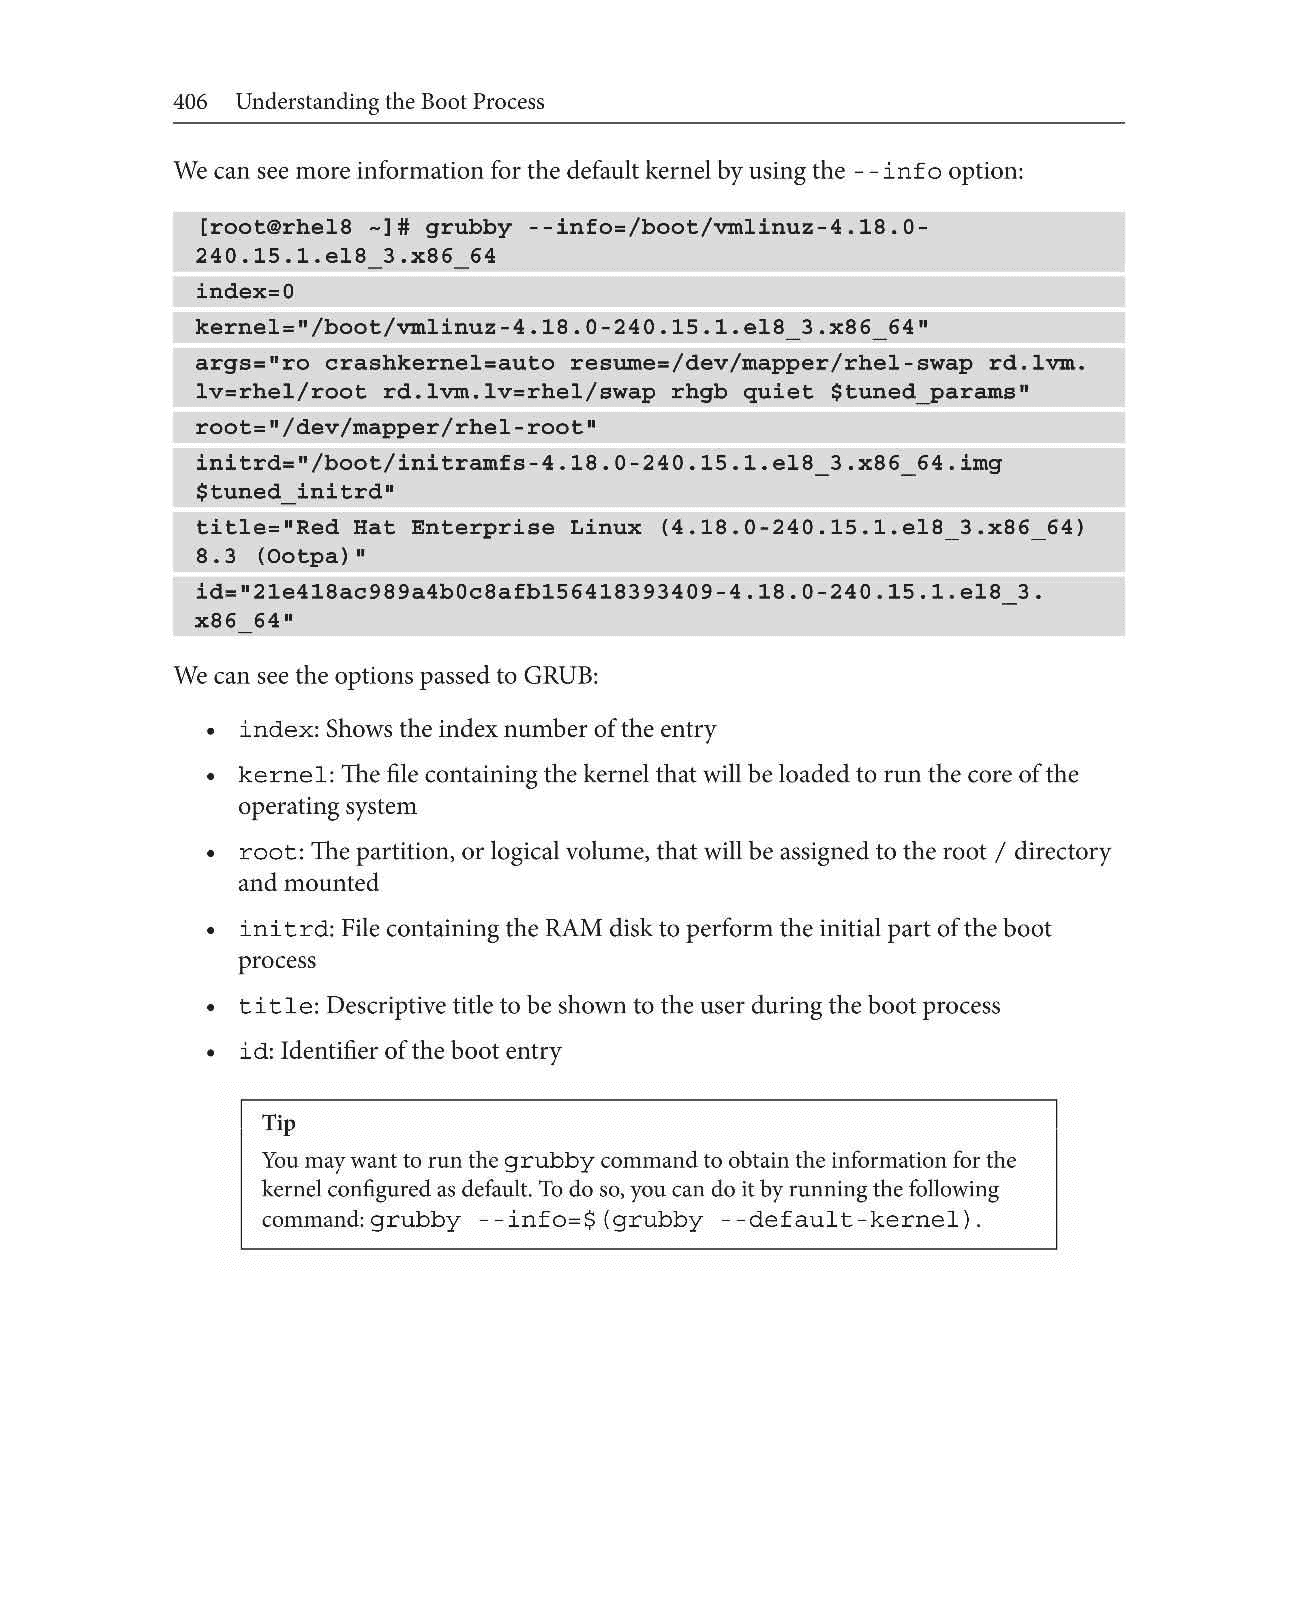 406 Understanding the Boot Process
We can see more information for the default kernel by using the --info option:
[root@rhel8 ~]# grubby --info=/boot/vmlinuz-4.18.0-
240.15.1.el8_3.x86_64
index=0
kernel="/boot/vmlinuz-4.18.0-240.15.1.el8_3.x86_64"
args="ro crashkernel=auto resume=/dev/mapper/rhel-swap rd.lvm.
lv=rhel/root rd.lvm.lv=rhel/swap rhgb quiet $tuned_params"
root="/dev/mapper/rhel-root"
initrd="/boot/initramfs-4.18.0-240.15.1.el8_3.x86_64.img
$tuned_initrd"
title="Red Hat Enterprise Linux (4.18.0-240.15.1.el8_3.x86_64)
8.3 (Ootpa)"
id="21e418ac989a4b0c8afb156418393409-4.18.0-240.15.1.el8_3.
x86_64"
We can see the options passed to GRUB:
• index: Shows the index number of the entry
• kernel: The file containing the kernel that will be loaded to run the core of the
operating system
• root: The partition, or logical volume, that will be assigned to the root / directory
and mounted
• initrd: File containing the RAM disk to perform the initial part of the boot
process
• title: Descriptive title to be shown to the user during the boot process
• id: Identifier of the boot entry
Tip
You may want to run the grubby command to obtain the information for the
kernel configured as default. To do so, you can do it by running the following
command: grubby --info=$(grubby --default-kernel).